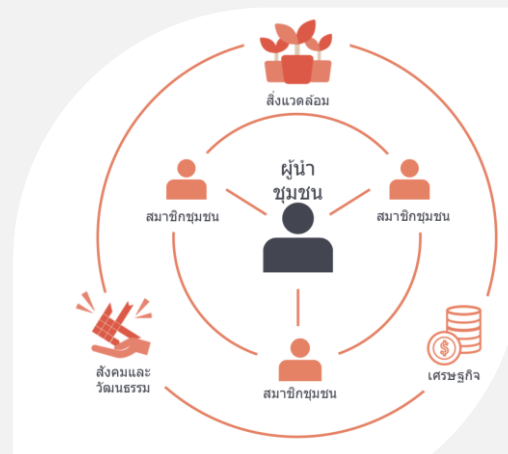 สิ่งแวดล้อม
ผู้นำ
ชุมชน
สมาชิกชุมชน
สมาชิกชุมชน
สังคมและ
วัฒนธรรม
สมาชิกชุมชน
เศรษฐกิจ